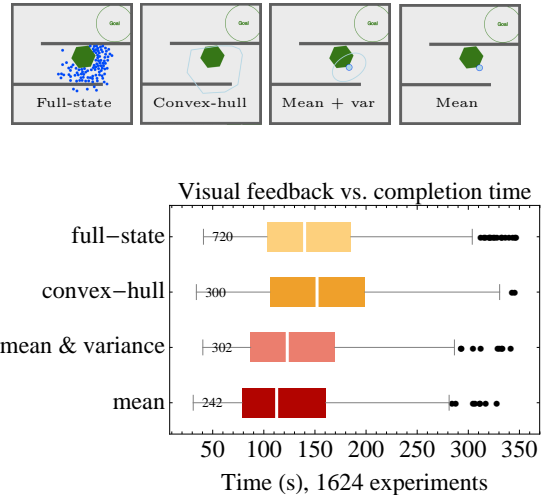 Goal Goal Goal Goal
Full-state Convex-hull Mean + var Mean
Visual feedback vs. completion time
full−state 720
convex−hull 300
mean & variance 302
mean 242
50 100 150 200 250 300 350
Time (s), 1624 experiments